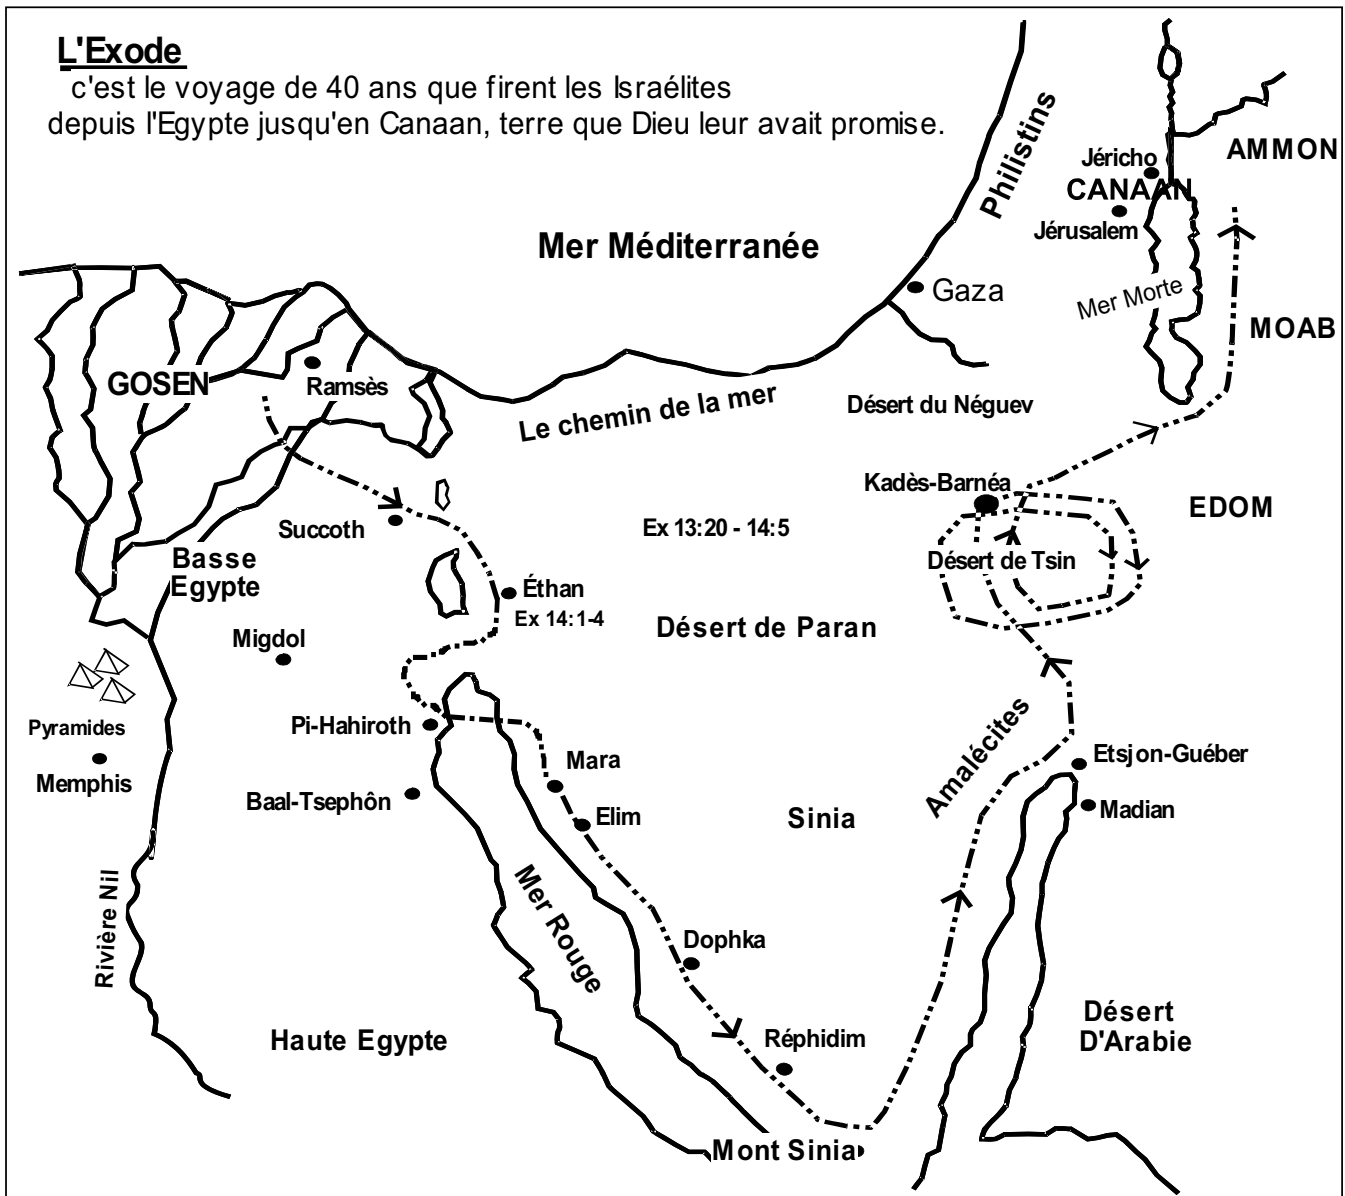 L'Exode
c'est le voyage de 40 ans que firent les Israélites
depuis l'Egypte jusqu'en Canaan, terre que Dieu leur avait promise.
Philistins
AMMON
Jéricho
CANAAN
Jérusalem
Mer Méditerranée
Gaza
Mer Morte
MOAB
GOSEN
Ramsès
Le chemin de la mer
Désert du Néguev
Kadès-Barnéa
EDOM
Succoth
Ex 13:20 - 14:5
Basse
Egypte
Désert de Tsin
Éthan
Ex 14:1-4
Désert de Paran
Migdol
Pyramides
Memphis
Pi-Hahiroth
Mara
Baal-Tsephôn
Elim
Sinia
Amalécites
Etsjon-Guéber
Madian
Rivière Nil
Mer Rouge
Dophka
Réphidim
Haute Egypte
Désert
D'Arabie
Mont Sinia